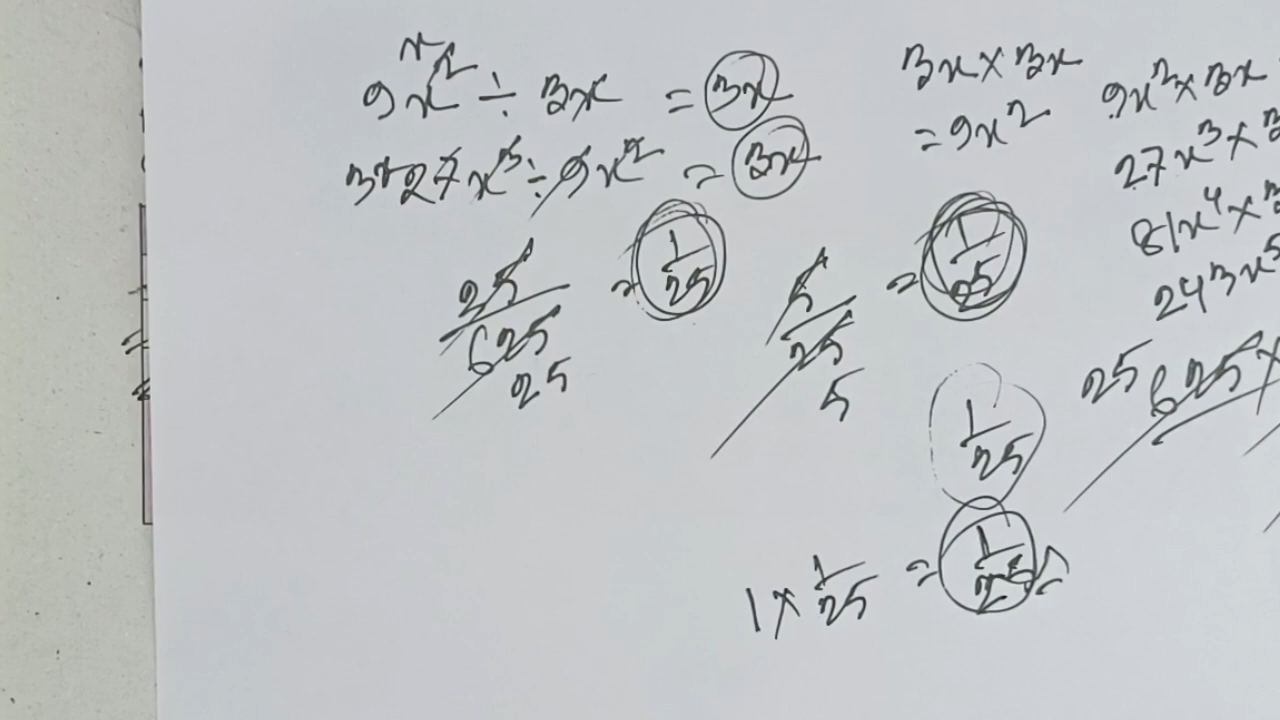 x
9x² ÷ 3x = 3x
3x 27x³ ÷ 9x² = 3x
25/625 = 1/25
25
5/25 = 1/25
5
3x × 3x
= 9x²
9x² × 3x
27x³ ×
81x⁴ ×
243x⁵
25 625 ×
1/25
1 × 1/25 = 1/25